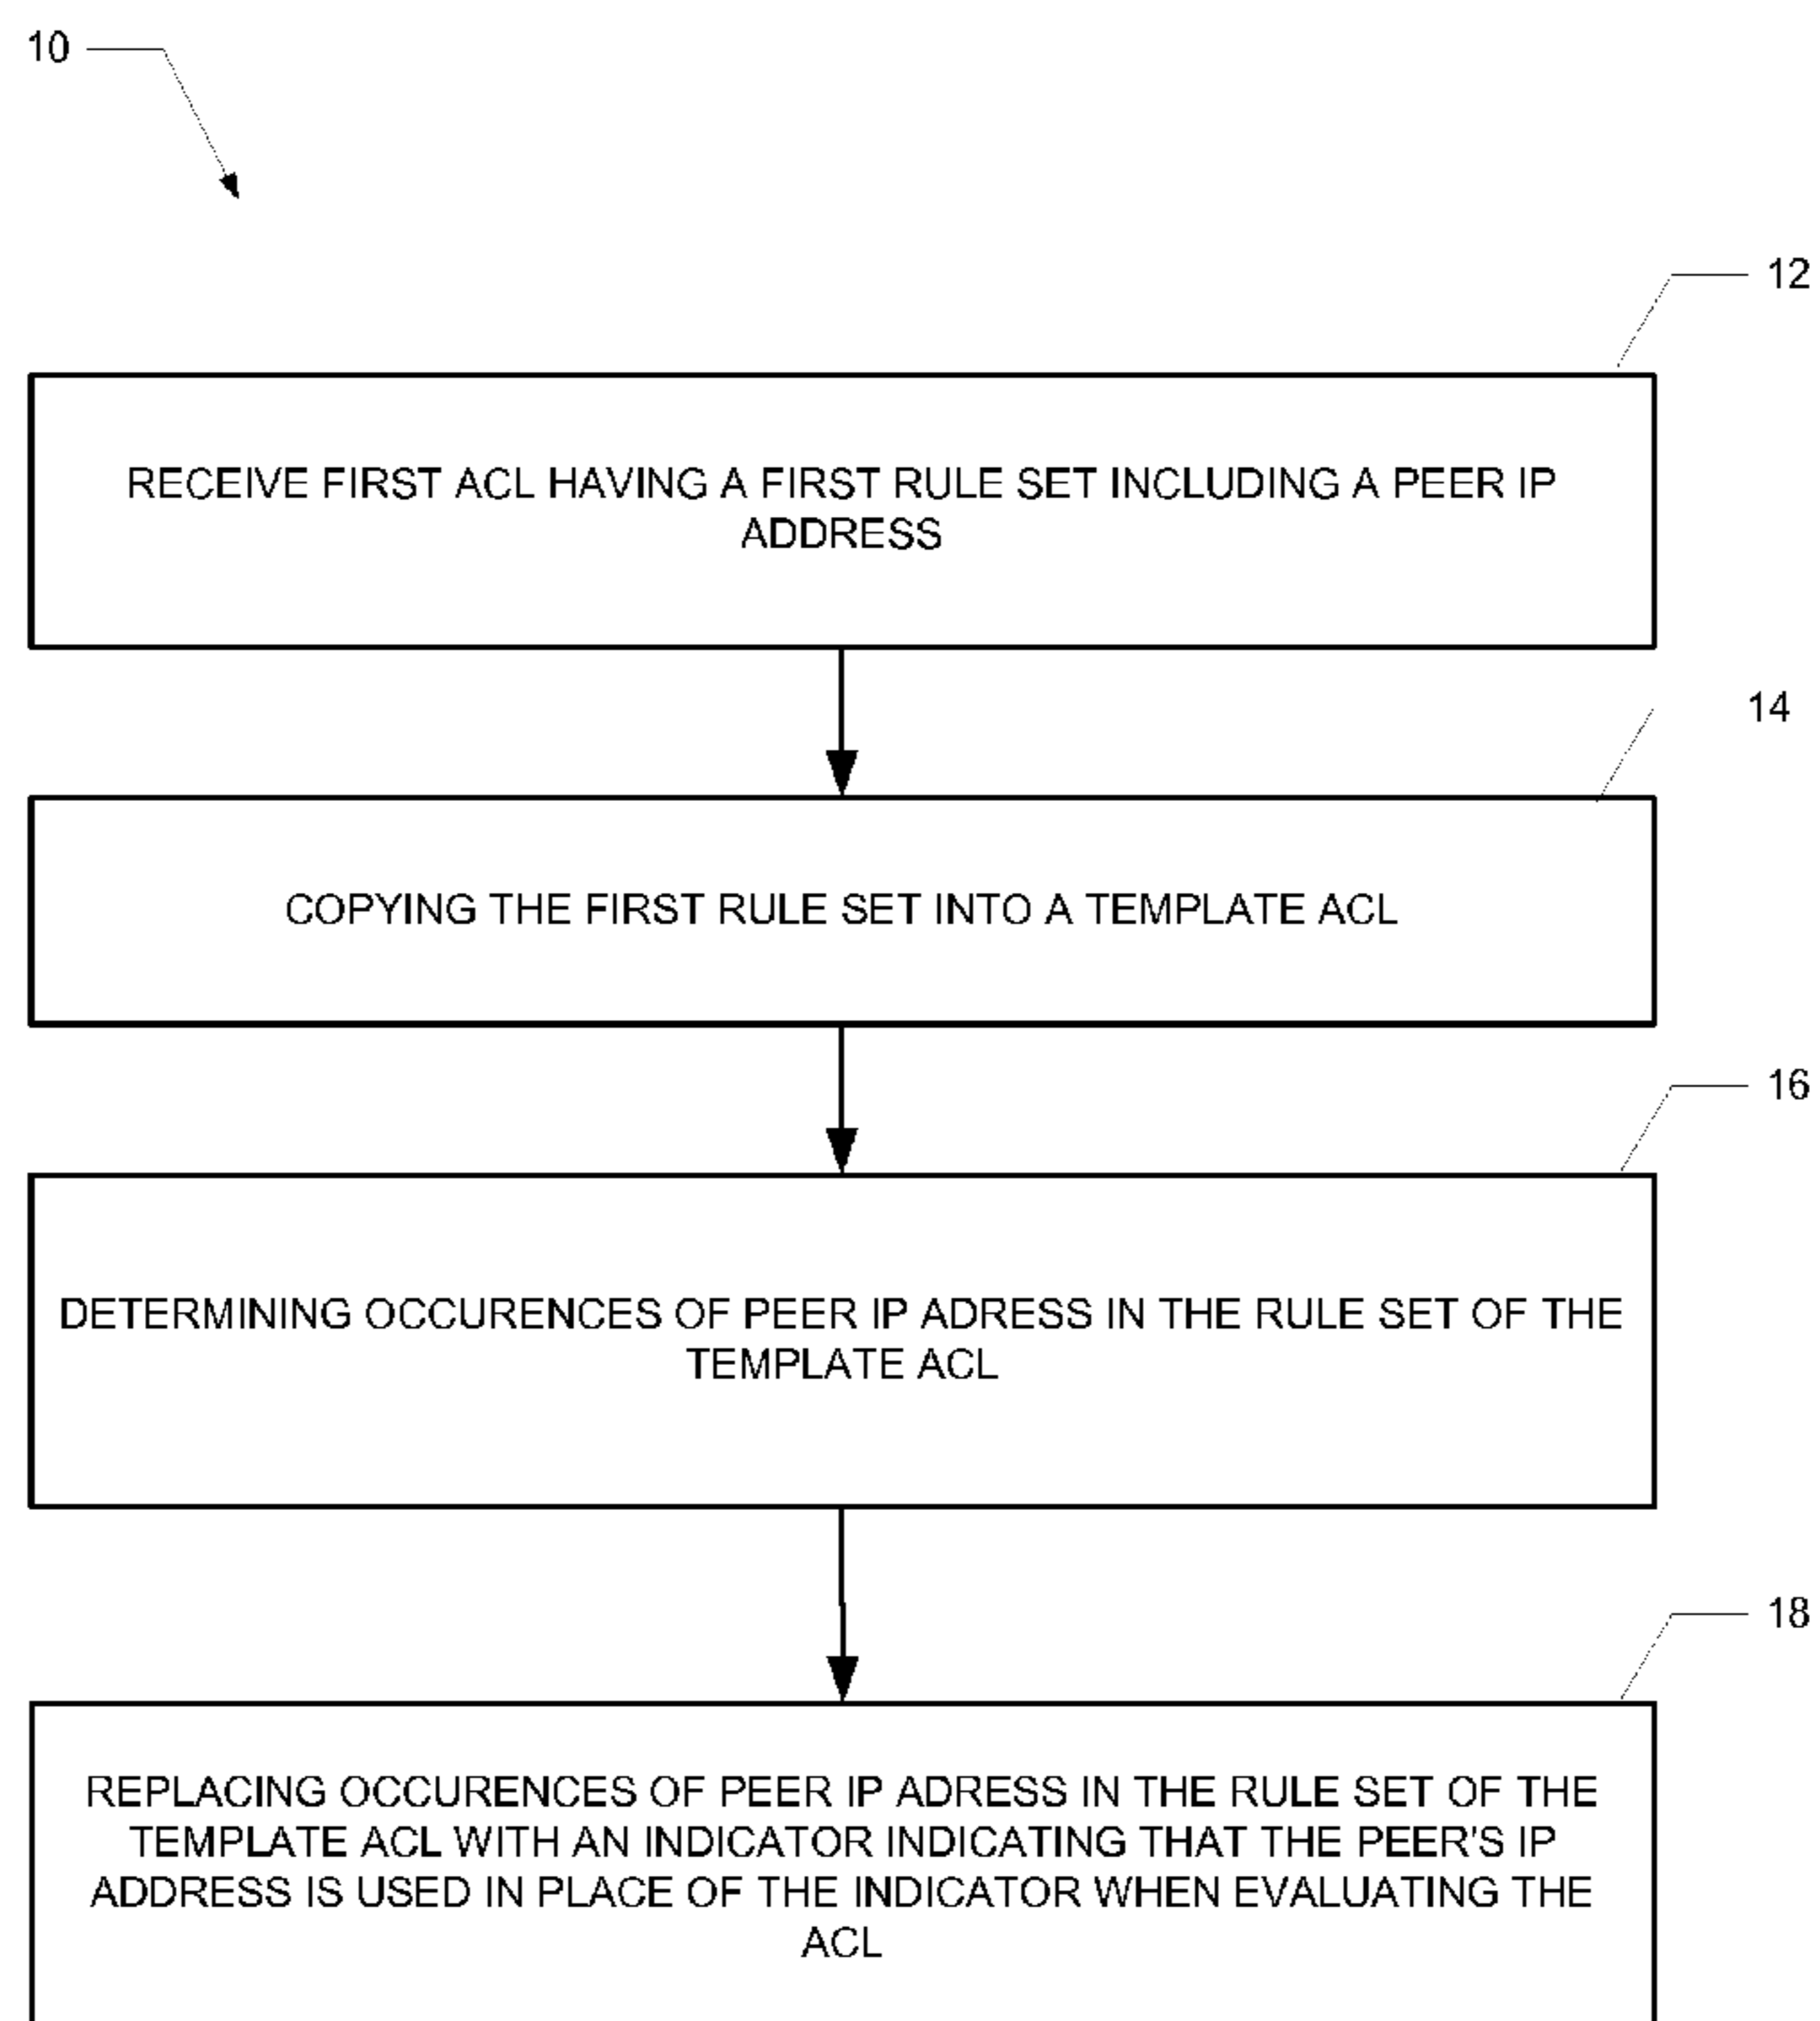 10
12
RECEIVE FIRST ACL HAVING A FIRST RULE SET INCLUDING A PEER IP
ADDRESS
14
COPYING THE FIRST RULE SET INTO A TEMPLATE ACL
16
DETERMINING OCCURENCES OF PEER IP ADRESS IN THE RULE SET OF THE
TEMPLATE ACL
18
REPLACING OCCURENCES OF PEER IP ADRESS IN THE RULE SET OF THE
TEMPLATE ACL WITH AN INDICATOR INDICATING THAT THE PEER'S IP
ADDRESS IS USED IN PLACE OF THE INDICATOR WHEN EVALUATING THE
ACL